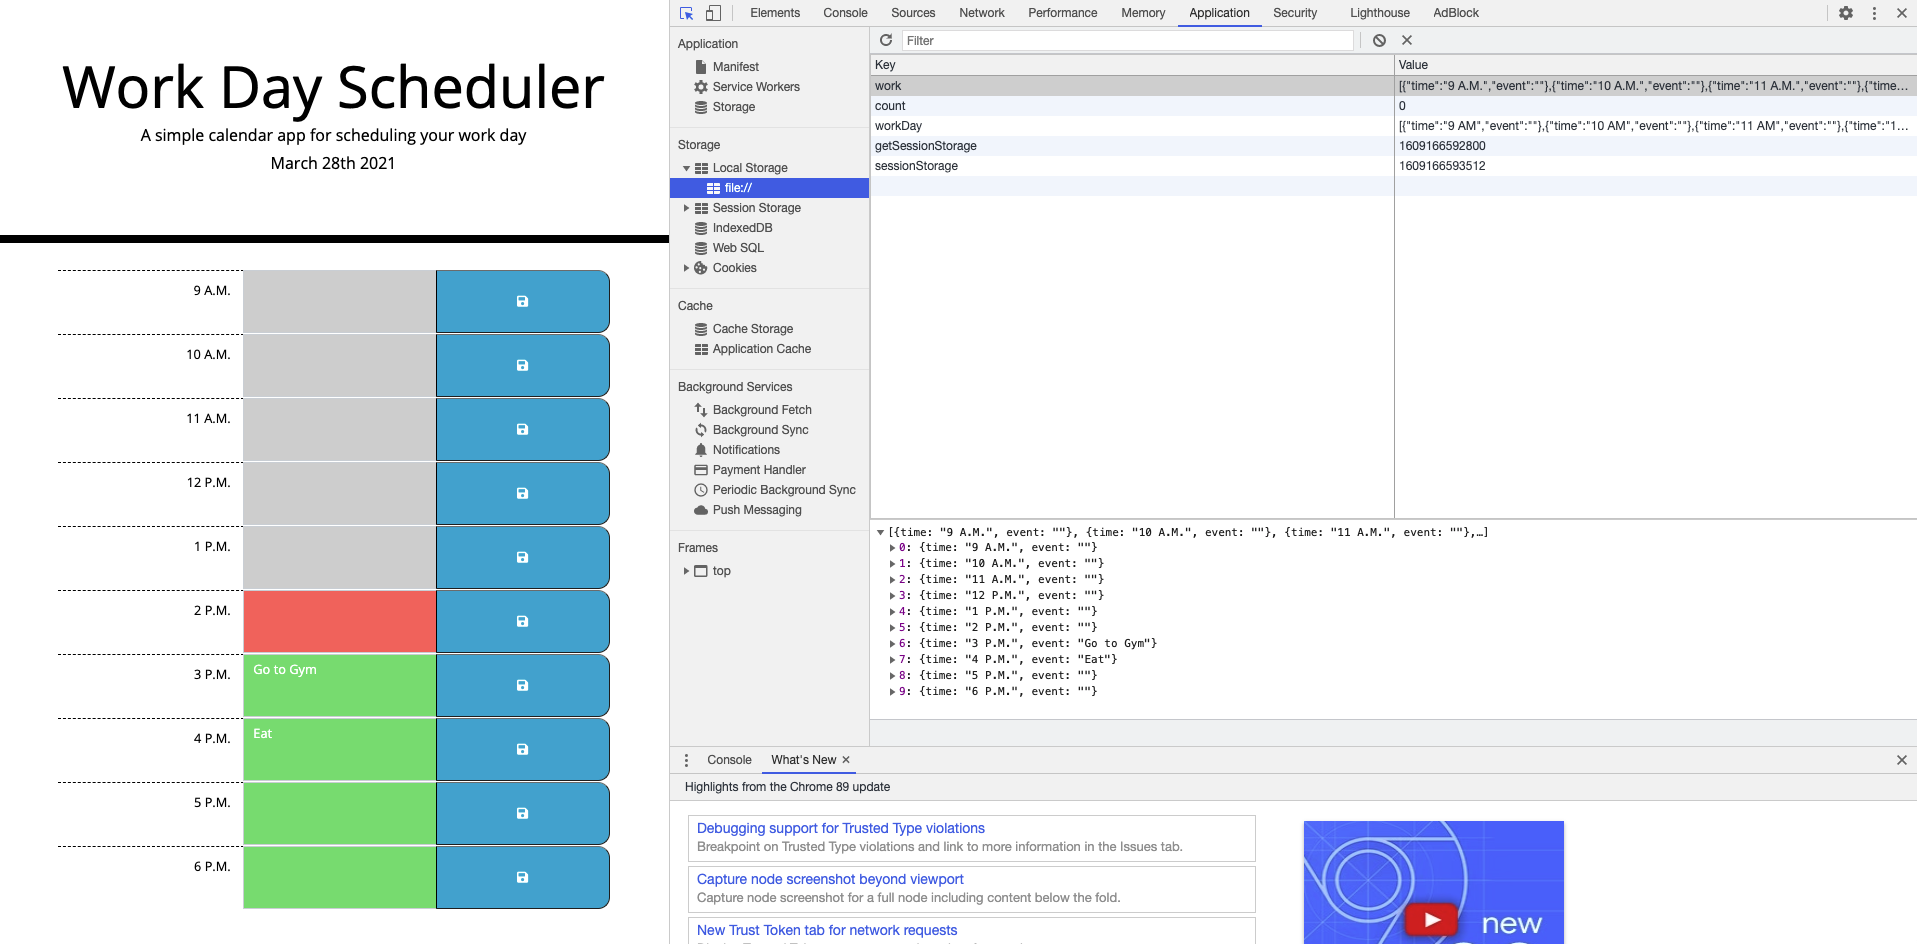 Work Day Scheduler
A simple calendar app for scheduling your work day
March 28th 2021
9 A.M.
10 A.M.
11 A.M.
12 P.M.
1 P.M.
2 P.M.
3 P.M. Go to Gym
4 P.M. Eat
5 P.M.
6 P.M.
Elements Console Sources Network Performance Memory Application Security Lighthouse AdBlock
Application
Manifest
Service Workers
Storage
Storage
Local Storage
file://
Session Storage
IndexedDB
Web SQL
Cookies
Cache
Cache Storage
Application Cache
Background Services
Background Fetch
Background Sync
Notifications
Payment Handler
Periodic Background Sync
Push Messaging
Frames
top
Filter
Key Value
work [{"time":"9 A.M.","event":""},{"time":"10 A.M.","event":""},{"time":"11 A.M.","event":""},{"time…
count 0
workDay [{"time":"9 AM","event":""},{"time":"10 AM","event":""},{"time":"11 AM","event":""},{"time":"1…
getSessionStorage 1609166592800
sessionStorage 1609166593512
[{time: "9 A.M.", event: ""}, {time: "10 A.M.", event: ""}, {time: "11 A.M.", event: ""},…]
0: {time: "9 A.M.", event: ""}
1: {time: "10 A.M.", event: ""}
2: {time: "11 A.M.", event: ""}
3: {time: "12 P.M.", event: ""}
4: {time: "1 P.M.", event: ""}
5: {time: "2 P.M.", event: ""}
6: {time: "3 P.M.", event: "Go to Gym"}
7: {time: "4 P.M.", event: "Eat"}
8: {time: "5 P.M.", event: ""}
9: {time: "6 P.M.", event: ""}
Console What's New
Highlights from the Chrome 89 update
Debugging support for Trusted Type violations
Breakpoint on Trusted Type violations and link to more information in the Issues tab.
Capture node screenshot beyond viewport
Capture node screenshot for a full node including content below the fold.
New Trust Token tab for network requests
new